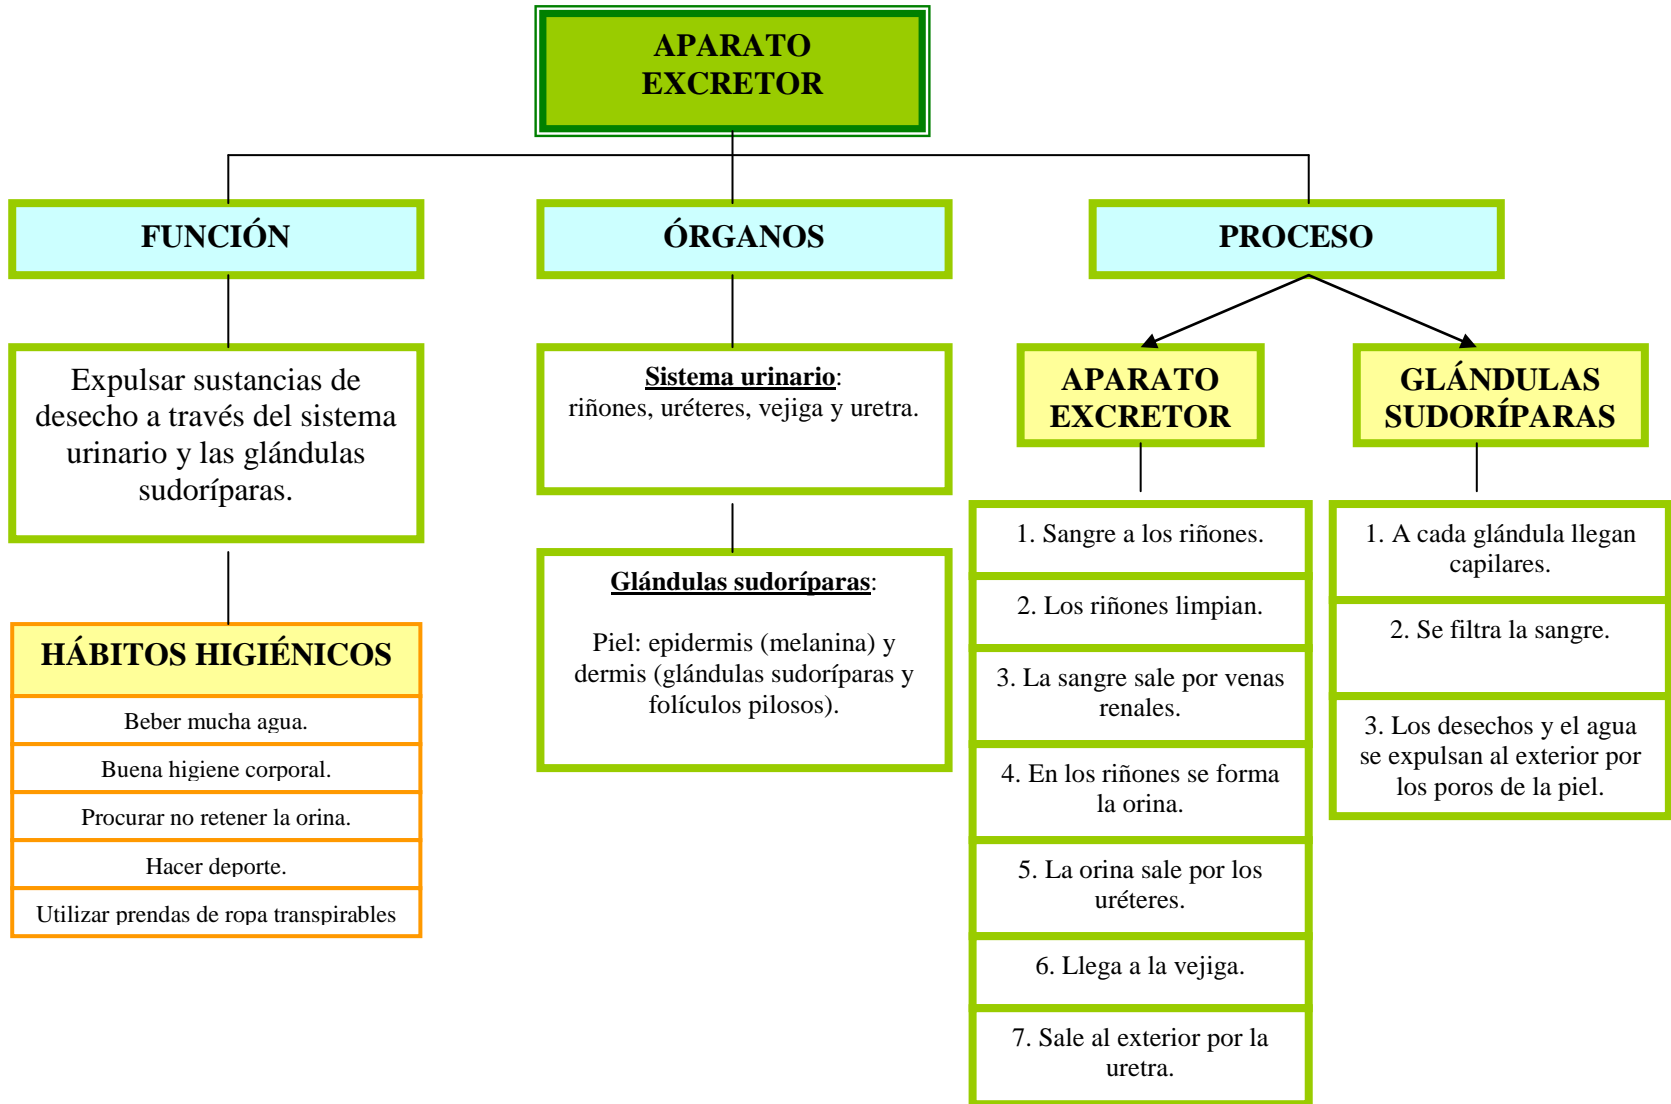 APARATO
EXCRETOR
FUNCIÓN
Expulsar sustancias de
desecho a través del sistema
urinario y las glándulas
sudoríparas.
HÁBITOS HIGIÉNICOS
Beber mucha agua.
Buena higiene corporal.
Procurar no retener la orina.
Hacer deporte.
Utilizar prendas de ropa transpirables
ÓRGANOS
Sistema urinario:
riñones, uréteres, vejiga y uretra.
Glándulas sudoríparas:
Piel: epidermis (melanina) y
dermis (glándulas sudoríparas y
folículos pilosos).
PROCESO
APARATO
EXCRETOR
1. Sangre a los riñones.
2. Los riñones limpian.
3. La sangre sale por venas
renales.
4. En los riñones se forma
la orina.
5. La orina sale por los
uréteres.
6. Llega a la vejiga.
7. Sale al exterior por la
uretra.
GLÁNDULAS
SUDORÍPARAS
1. A cada glándula llegan
capilares.
2. Se filtra la sangre.
3. Los desechos y el agua
se expulsan al exterior por
los poros de la piel.